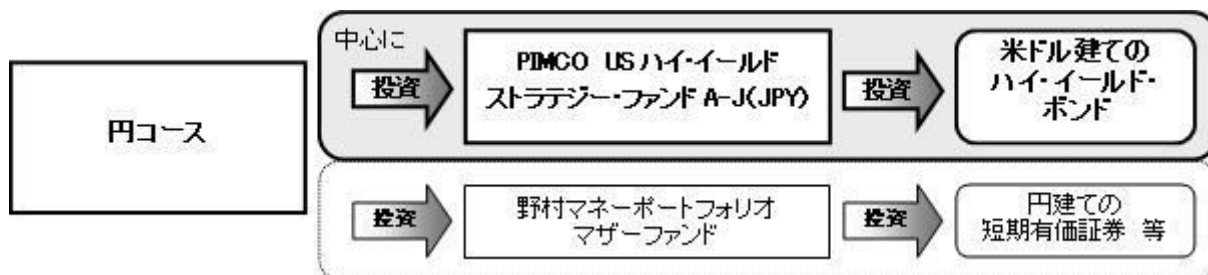 円コース
中心に
投資
PIMCO USハイ・イールド
ストラテジー・ファンド A-J(JPY)
投資
米ドル建ての
ハイ・イールド・
ボンド
投資
野村マネーポートフォリオ
マザーファンド
投資
円建ての
短期有価証券 等